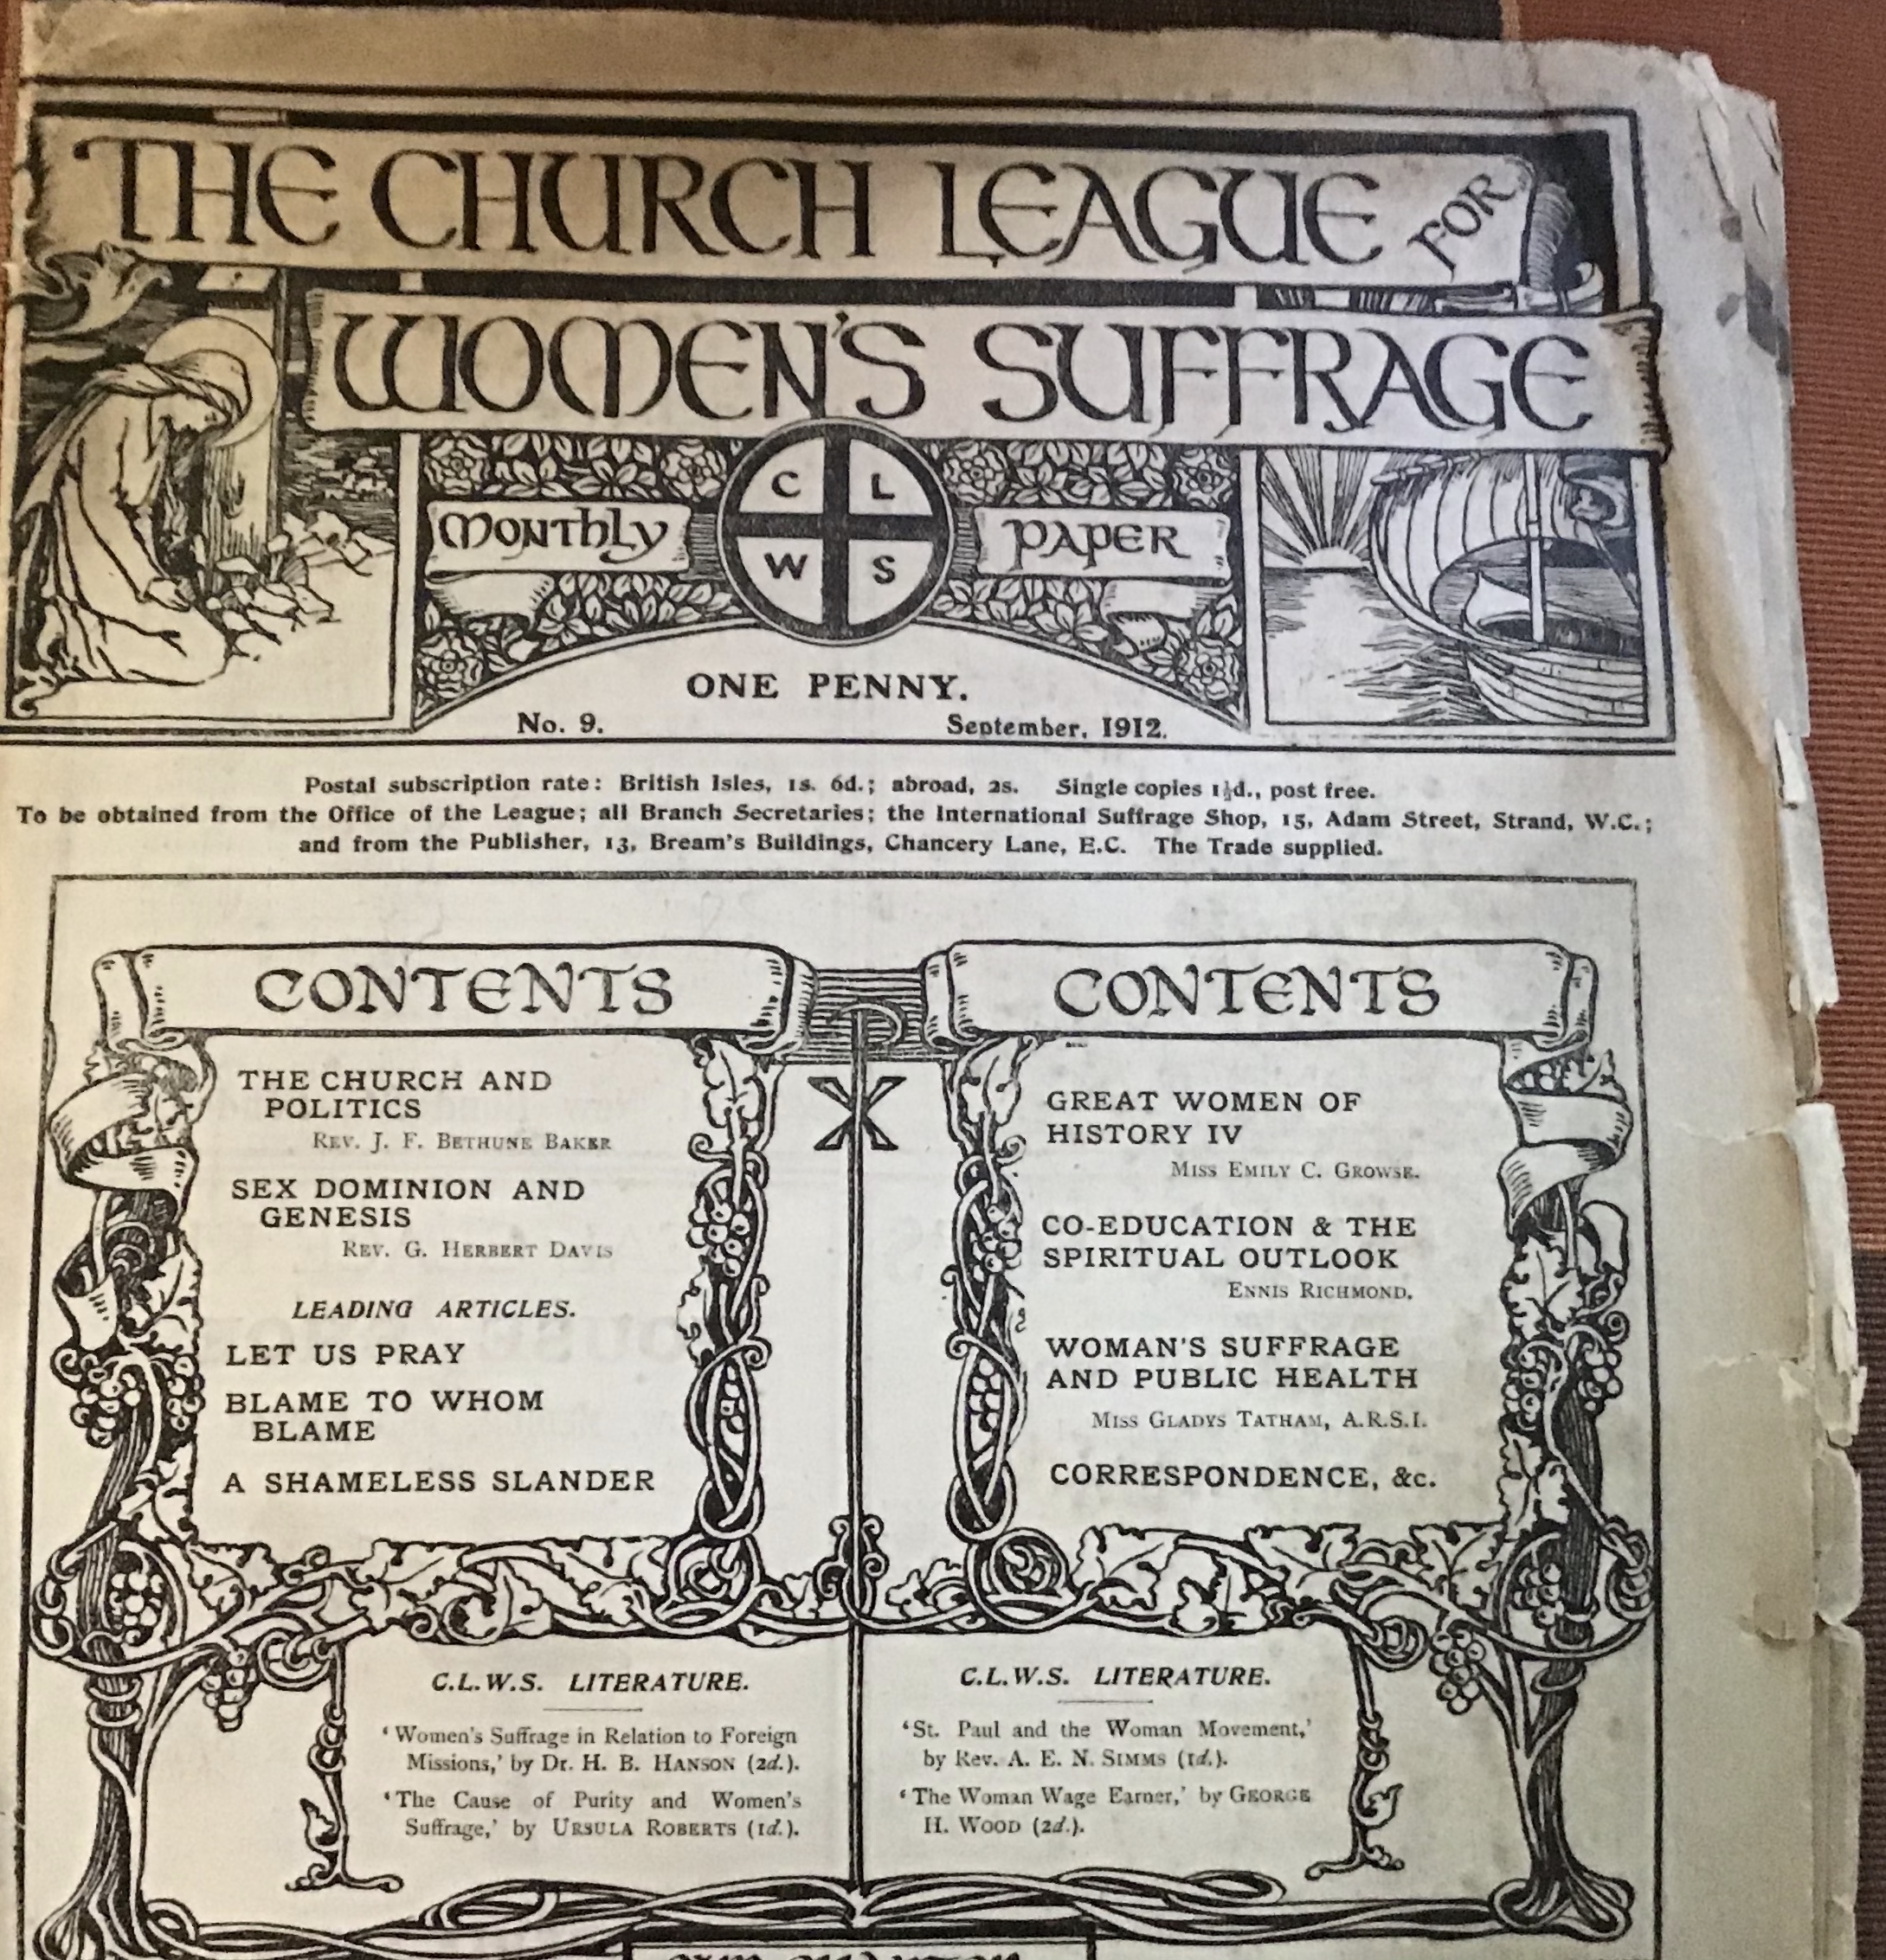 THE CHURCH LEAGUE FOR
WOMEN'S SUFFRAGE
C L
MONTHLY PAPER
W S
ONE PENNY.
No. 9. September, 1912.
Postal subscription rate: British Isles, 1s. 6d.; abroad, 2s. Single copies 1½d., post free.
To be obtained from the Office of the League; all Branch Secretaries; the International Suffrage Shop, 15, Adam Street, Strand, W.C.;
and from the Publisher, 13, Bream's Buildings, Chancery Lane, E.C. The Trade supplied.
CONTENTS
THE CHURCH AND
POLITICS
REV. J. F. BETHUNE BAKER
SEX DOMINION AND
GENESIS
REV. G. HERBERT DAVIS
LEADING ARTICLES.
LET US PRAY
BLAME TO WHOM
BLAME
A SHAMELESS SLANDER
CONTENTS
GREAT WOMEN OF
HISTORY IV
MISS EMILY C. GROWSE.
CO-EDUCATION & THE
SPIRITUAL OUTLOOK
ENNIS RICHMOND.
WOMAN'S SUFFRAGE
AND PUBLIC HEALTH
MISS GLADYS TATHAM, A.R.S.I.
CORRESPONDENCE, &c.
C.L.W.S. LITERATURE.
'Women's Suffrage in Relation to Foreign
Missions,' by Dr. H. B. HANSON (2d.).
'The Cause of Purity and Women's
Suffrage,' by URSULA ROBERTS (1d.).
C.L.W.S. LITERATURE.
'St. Paul and the Woman Movement,'
by Rev. A. E. N. SIMMS (1d.).
'The Woman Wage Earner,' by GEORGE
H. WOOD (2d.).